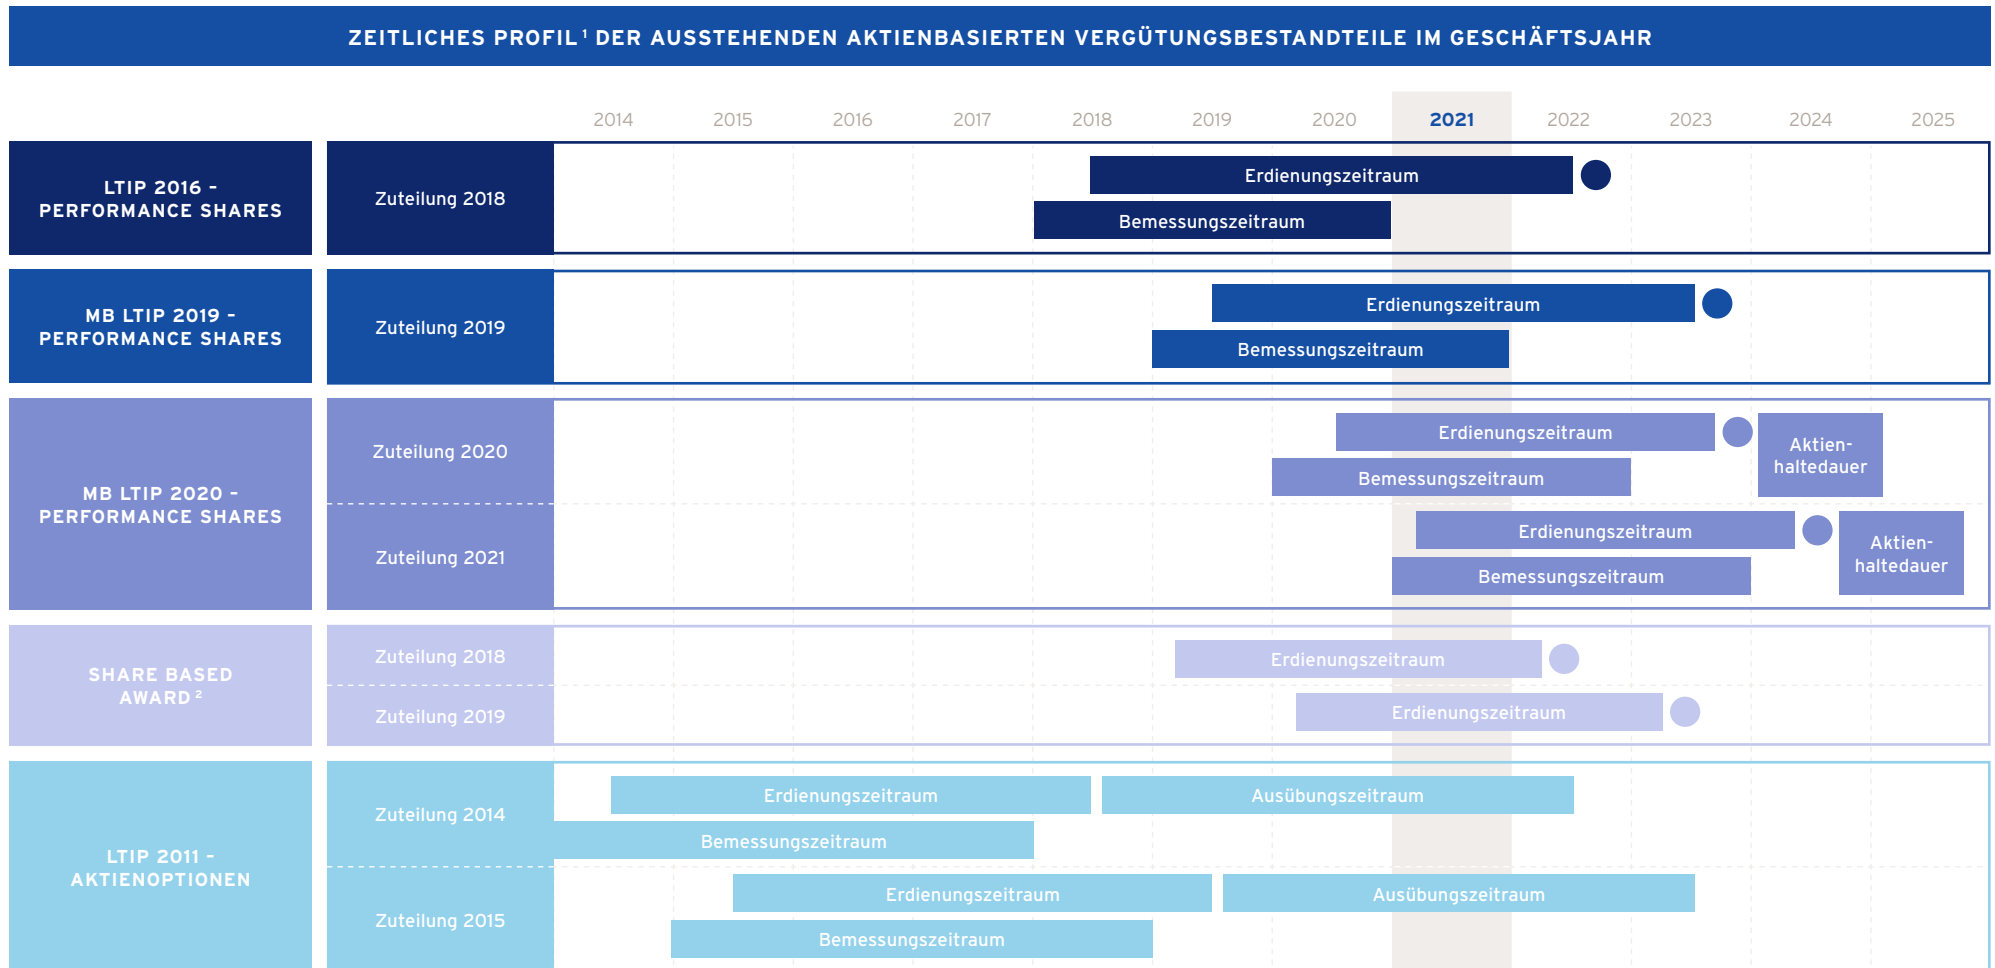 ZEITLICHES PROFIL ¹ DER AUSSTEHENDEN AKTIENBASIERTEN VERGÜTUNGSBESTANDTEILE IM GESCHÄFTSJAHR
2014 2015 2016 2017 2018 2019 2020 2021 2022 2023 2024 2025
LTIP 2016 –
PERFORMANCE SHARES
Zuteilung 2018
Erdienungszeitraum
Bemessungszeitraum
MB LTIP 2019 –
PERFORMANCE SHARES
Zuteilung 2019
Erdienungszeitraum
Bemessungszeitraum
MB LTIP 2020 –
PERFORMANCE SHARES
Zuteilung 2020
Erdienungszeitraum
Bemessungszeitraum
Aktien-
haltedauer
Zuteilung 2021
Erdienungszeitraum
Bemessungszeitraum
Aktien-
haltedauer
SHARE BASED
AWARD ²
Zuteilung 2018
Erdienungszeitraum
Zuteilung 2019
Erdienungszeitraum
LTIP 2011 –
AKTIENOPTIONEN
Zuteilung 2014
Erdienungszeitraum Ausübungszeitraum
Bemessungszeitraum
Zuteilung 2015
Erdienungszeitraum Ausübungszeitraum
Bemessungszeitraum